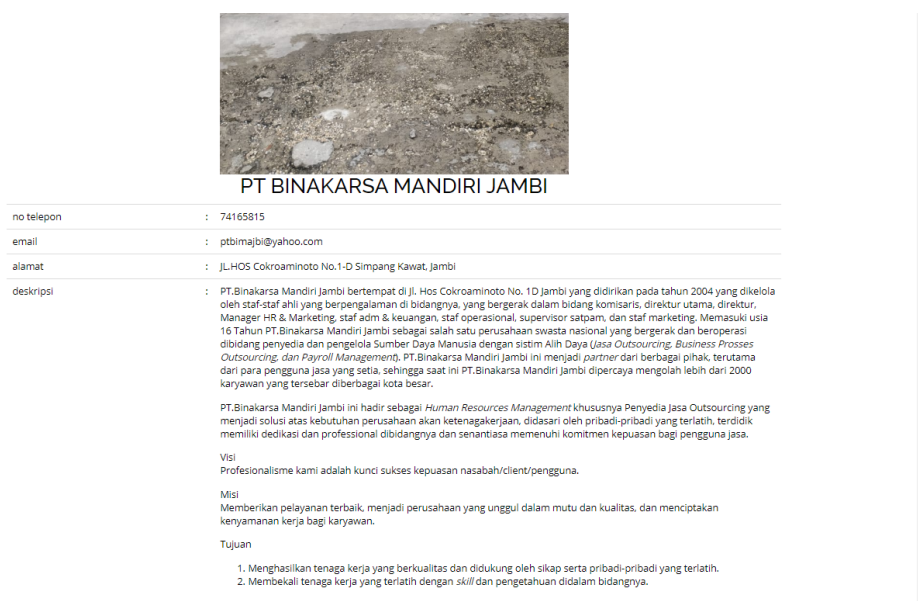 PT BINAKARSA MANDIRI JAMBI
no telepon : 74165815
email : ptbimajbi@yahoo.com
alamat : JL.HOS Cokroaminoto No.1-D Simpang Kawat, Jambi
deskripsi : PT.Binakarsa Mandiri Jambi bertempat di Jl. Hos Cokroaminoto No. 1D Jambi yang didirikan pada tahun 2004 yang dikelola
oleh staf-staf ahli yang berpengalaman di bidangnya, yang bergerak dalam bidang komisaris, direktur utama, direktur,
Manager HR & Marketing, staf adm & keuangan, staf operasional, supervisor satpam, dan staf marketing. Memasuki usia
16 Tahun PT.Binakarsa Mandiri Jambi sebagai salah satu perusahaan swasta nasional yang bergerak dan beroperasi
dibidang penyedia dan pengelola Sumber Daya Manusia dengan sistim Alih Daya (Jasa Outsourcing, Business Prosses
Outsourcing, dan Payroll Management). PT.Binakarsa Mandiri Jambi ini menjadi partner dari berbagai pihak, terutama
dari para pengguna jasa yang setia, sehingga saat ini PT.Binakarsa Mandiri Jambi dipercaya mengolah lebih dari 2000
karyawan yang tersebar diberbagai kota besar.
PT.Binakarsa Mandiri Jambi ini hadir sebagai Human Resources Management khususnya Penyedia Jasa Outsourcing yang
menjadi solusi atas kebutuhan perusahaan akan ketenagakerjaan, didasari oleh pribadi-pribadi yang terlatih, terdidik
memiliki dedikasi dan professional dibidangnya dan senantiasa memenuhi komitmen kepuasan bagi pengguna jasa.
Visi
Profesionalisme kami adalah kunci sukses kepuasan nasabah/client/pengguna.
Misi
Memberikan pelayanan terbaik, menjadi perusahaan yang unggul dalam mutu dan kualitas, dan menciptakan
kenyamanan kerja bagi karyawan.
Tujuan
1. Menghasilkan tenaga kerja yang berkualitas dan didukung oleh sikap serta pribadi-pribadi yang terlatih.
2. Membekali tenaga kerja yang terlatih dengan skill dan pengetahuan didalam bidangnya.